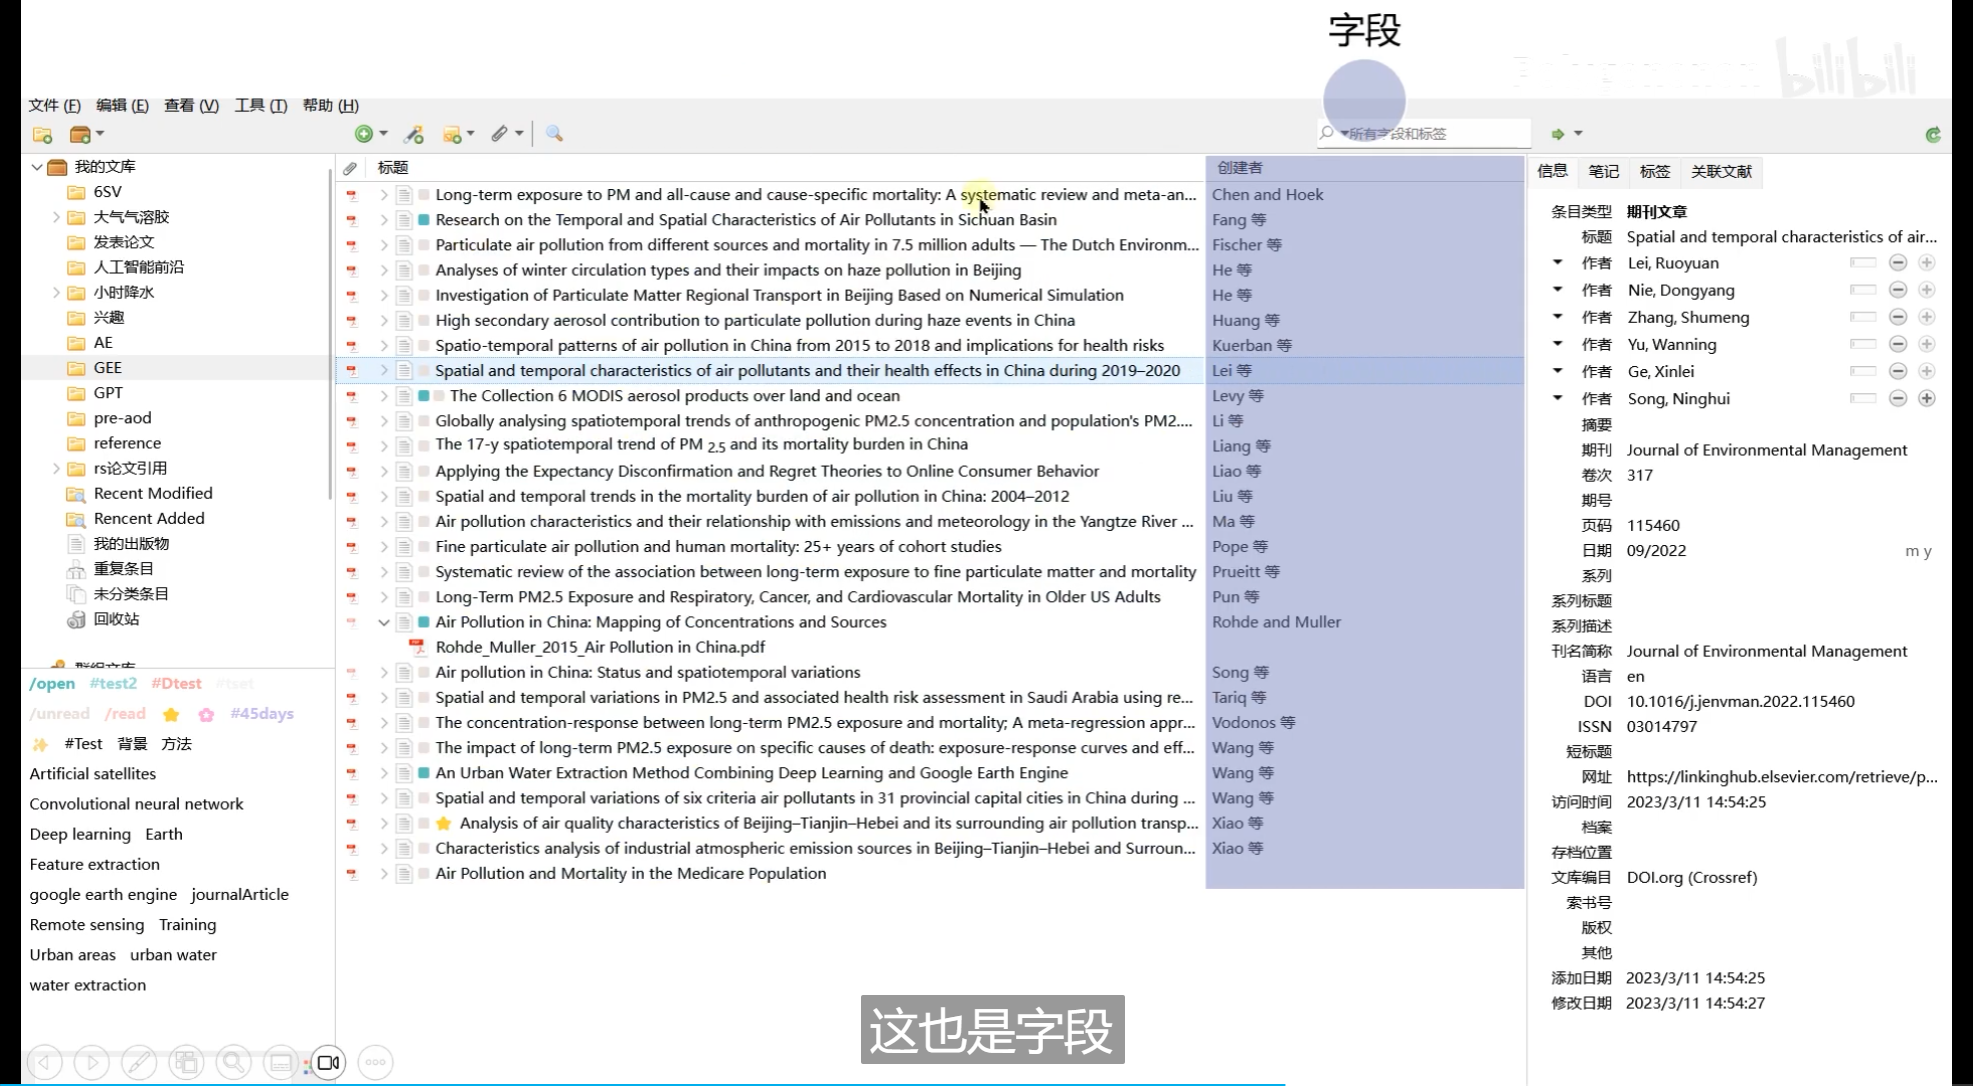 字段
bilibili
文件 (F) 编辑 (E) 查看 (V) 工具 (T) 帮助 (H)
所有字段和标签
我的文库
6SV
大气气溶胶
发表论文
人工智能前沿
小时降水
兴趣
AE
GEE
GPT
pre-aod
reference
rs论文引用
Recent Modified
Rencent Added
我的出版物
重复条目
未分类条目
回收站
群组文库
/open #test2 #Dtest #tset
/unread /read #45days
#Test 背景 方法
Artificial satellites
Convolutional neural network
Deep learning Earth
Feature extraction
google earth engine journalArticle
Remote sensing Training
Urban areas urban water
water extraction
标题 创建者
Long-term exposure to PM and all-cause and cause-specific mortality: A systematic review and meta-an... Chen and Hoek
Research on the Temporal and Spatial Characteristics of Air Pollutants in Sichuan Basin Fang 等
Particulate air pollution from different sources and mortality in 7.5 million adults — The Dutch Environm... Fischer 等
Analyses of winter circulation types and their impacts on haze pollution in Beijing He 等
Investigation of Particulate Matter Regional Transport in Beijing Based on Numerical Simulation He 等
High secondary aerosol contribution to particulate pollution during haze events in China Huang 等
Spatio-temporal patterns of air pollution in China from 2015 to 2018 and implications for health risks Kuerban 等
Spatial and temporal characteristics of air pollutants and their health effects in China during 2019–2020 Lei 等
The Collection 6 MODIS aerosol products over land and ocean Levy 等
Globally analysing spatiotemporal trends of anthropogenic PM2.5 concentration and population's PM2.... Li 等
The 17-y spatiotemporal trend of PM 2.5 and its mortality burden in China Liang 等
Applying the Expectancy Disconfirmation and Regret Theories to Online Consumer Behavior Liao 等
Spatial and temporal trends in the mortality burden of air pollution in China: 2004–2012 Liu 等
Air pollution characteristics and their relationship with emissions and meteorology in the Yangtze River ... Ma 等
Fine particulate air pollution and human mortality: 25+ years of cohort studies Pope 等
Systematic review of the association between long-term exposure to fine particulate matter and mortality Prueitt 等
Long-Term PM2.5 Exposure and Respiratory, Cancer, and Cardiovascular Mortality in Older US Adults Pun 等
Air Pollution in China: Mapping of Concentrations and Sources Rohde and Muller
Rohde_Muller_2015_Air Pollution in China.pdf
Air pollution in China: Status and spatiotemporal variations Song 等
Spatial and temporal variations in PM2.5 and associated health risk assessment in Saudi Arabia using re... Tariq 等
The concentration-response between long-term PM2.5 exposure and mortality; A meta-regression appr... Vodonos 等
The impact of long-term PM2.5 exposure on specific causes of death: exposure-response curves and eff... Wang 等
An Urban Water Extraction Method Combining Deep Learning and Google Earth Engine Wang 等
Spatial and temporal variations of six criteria air pollutants in 31 provincial capital cities in China during ... Wang 等
Analysis of air quality characteristics of Beijing–Tianjin–Hebei and its surrounding air pollution transp... Xiao 等
Characteristics analysis of industrial atmospheric emission sources in Beijing–Tianjin–Hebei and Surroun... Xiao 等
Air Pollution and Mortality in the Medicare Population
信息 笔记 标签 关联文献
条目类型 期刊文章
标题 Spatial and temporal characteristics of air...
作者 Lei, Ruoyuan
作者 Nie, Dongyang
作者 Zhang, Shumeng
作者 Yu, Wanning
作者 Ge, Xinlei
作者 Song, Ninghui
摘要
期刊 Journal of Environmental Management
卷次 317
期号
页码 115460
日期 09/2022 m y
系列
系列标题
系列描述
刊名简称 Journal of Environmental Management
语言 en
DOI 10.1016/j.jenvman.2022.115460
ISSN 03014797
短标题
网址 https://linkinghub.elsevier.com/retrieve/p...
访问时间 2023/3/11 14:54:25
档案
存档位置
文库编目 DOI.org (Crossref)
索书号
版权
其他
添加日期 2023/3/11 14:54:25
修改日期 2023/3/11 14:54:27
这也是字段